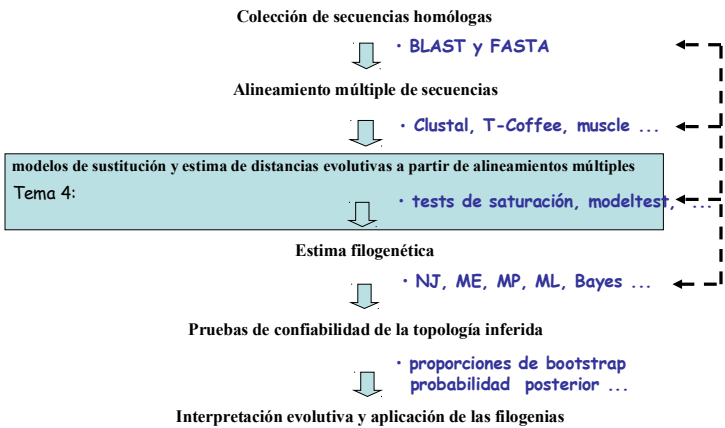 Colección de secuencias homólogas
· BLAST y FASTA
Alineamiento múltiple de secuencias
· Clustal, T-Coffee, muscle ...
modelos de sustitución y estima de distancias evolutivas a partir de alineamientos múltiples
Tema 4:
· tests de saturación, modeltest, ...
Estima filogenética
· NJ, ME, MP, ML, Bayes ...
Pruebas de confiabilidad de la topología inferida
· proporciones de bootstrap
probabilidad posterior ...
Interpretación evolutiva y aplicación de las filogenias